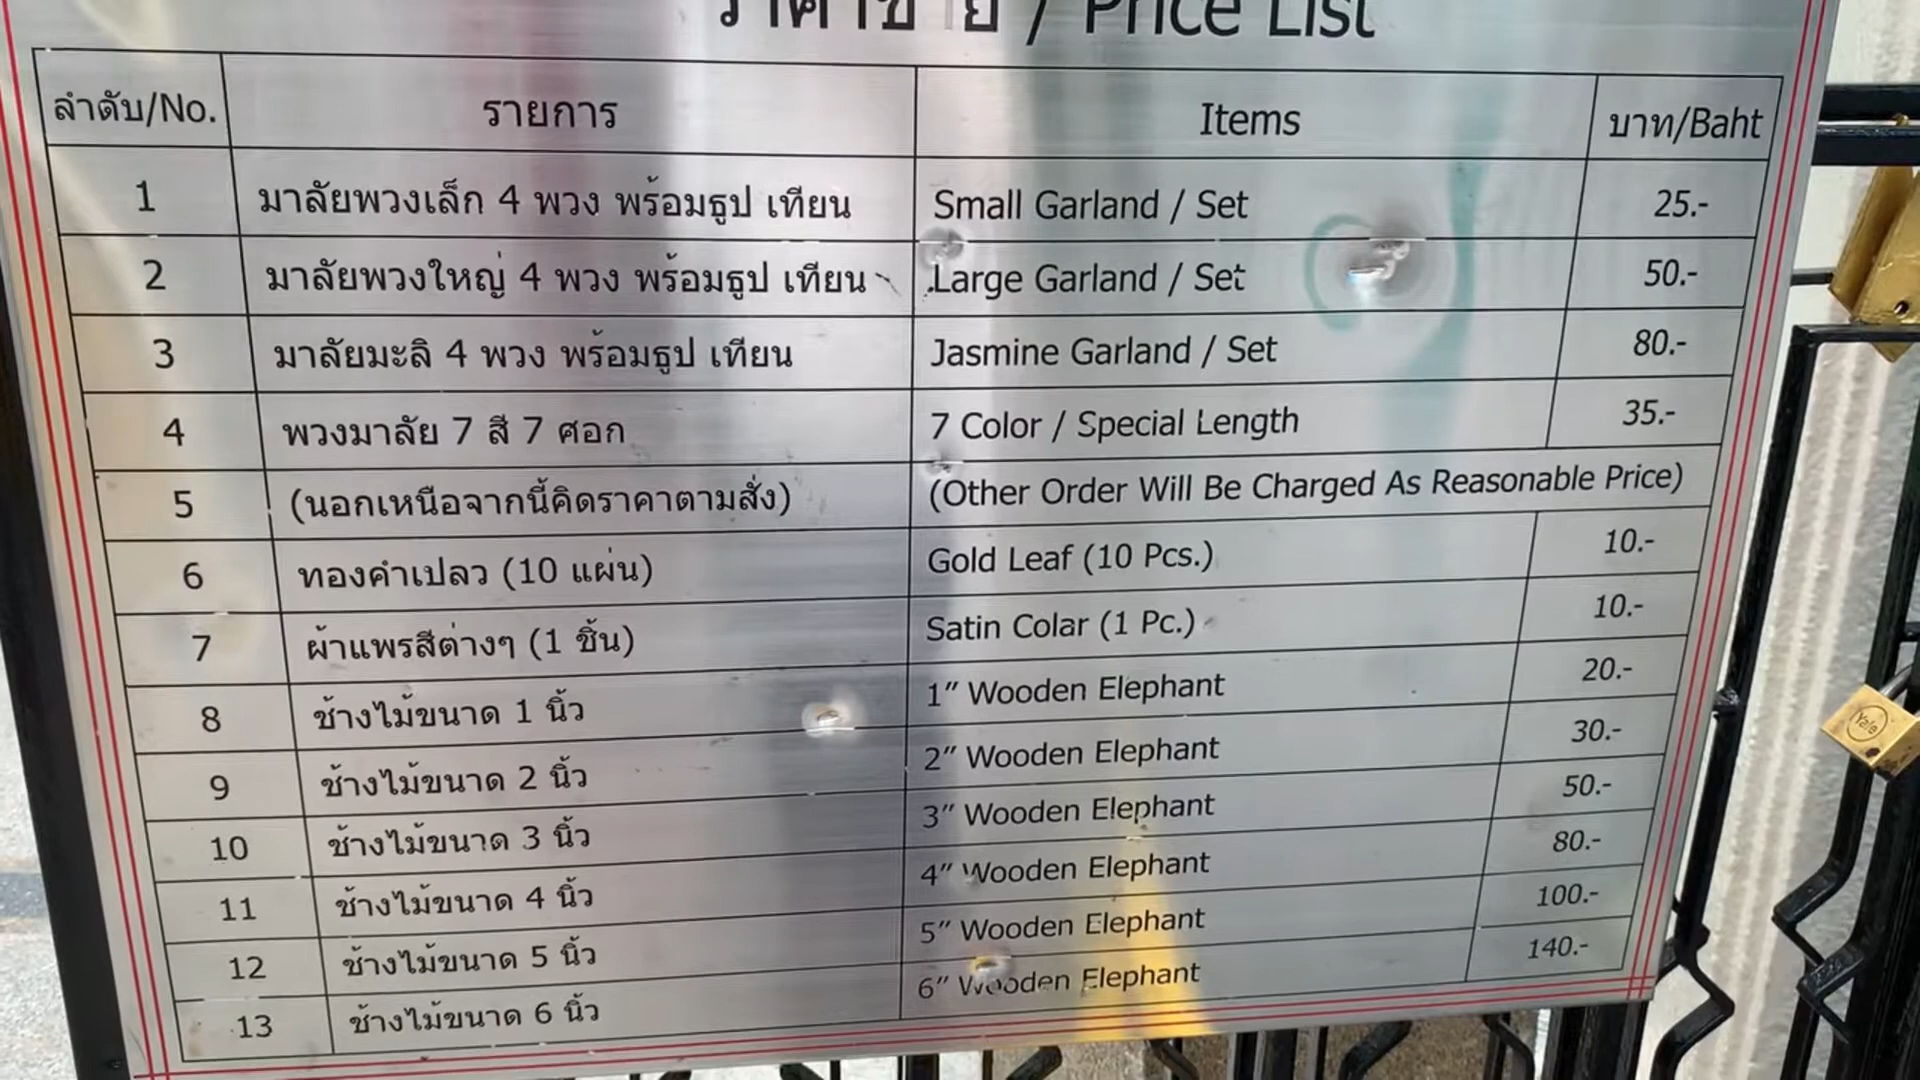 ราคาขาย / Price List
ลำดับ/No. รายการ Items บาท/Baht
1 มาลัยพวงเล็ก 4 พวง พร้อมธูป เทียน Small Garland / Set 25.-
2 มาลัยพวงใหญ่ 4 พวง พร้อมธูป เทียน Large Garland / Set 50.-
3 มาลัยมะลิ 4 พวง พร้อมธูป เทียน Jasmine Garland / Set 80.-
4 พวงมาลัย 7 สี 7 ศอก 7 Color / Special Length 35.-
5 (นอกเหนือจากนี้คิดราคาตามสั่ง) (Other Order Will Be Charged As Reasonable Price)
6 ทองคำเปลว (10 แผ่น) Gold Leaf (10 Pcs.) 10.-
7 ผ้าแพรสีต่างๆ (1 ชิ้น) Satin Colar (1 Pc.) 10.-
8 ช้างไม้ขนาด 1 นิ้ว 1″ Wooden Elephant 20.-
9 ช้างไม้ขนาด 2 นิ้ว 2″ Wooden Elephant 30.-
10 ช้างไม้ขนาด 3 นิ้ว 3″ Wooden Elephant 50.-
11 ช้างไม้ขนาด 4 นิ้ว 4″ Wooden Elephant 80.-
12 ช้างไม้ขนาด 5 นิ้ว 5″ Wooden Elephant 100.-
13 ช้างไม้ขนาด 6 นิ้ว 6″ Wooden Elephant 140.-
Yale